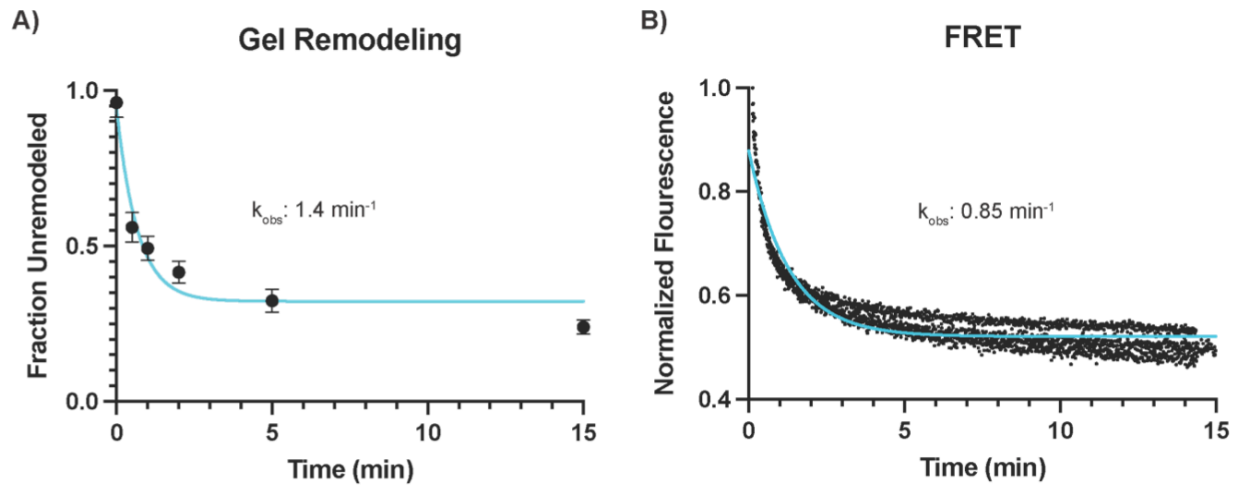 A)
Gel Remodeling
1.0
0.5
0.0
Fraction Unremodeled
k_obs: 1.4 min⁻¹
0 5 10 15
Time (min)
B)
FRET
1.0
0.8
0.6
0.4
Normalized Flourescence
k_obs: 0.85 min⁻¹
0 5 10 15
Time (min)